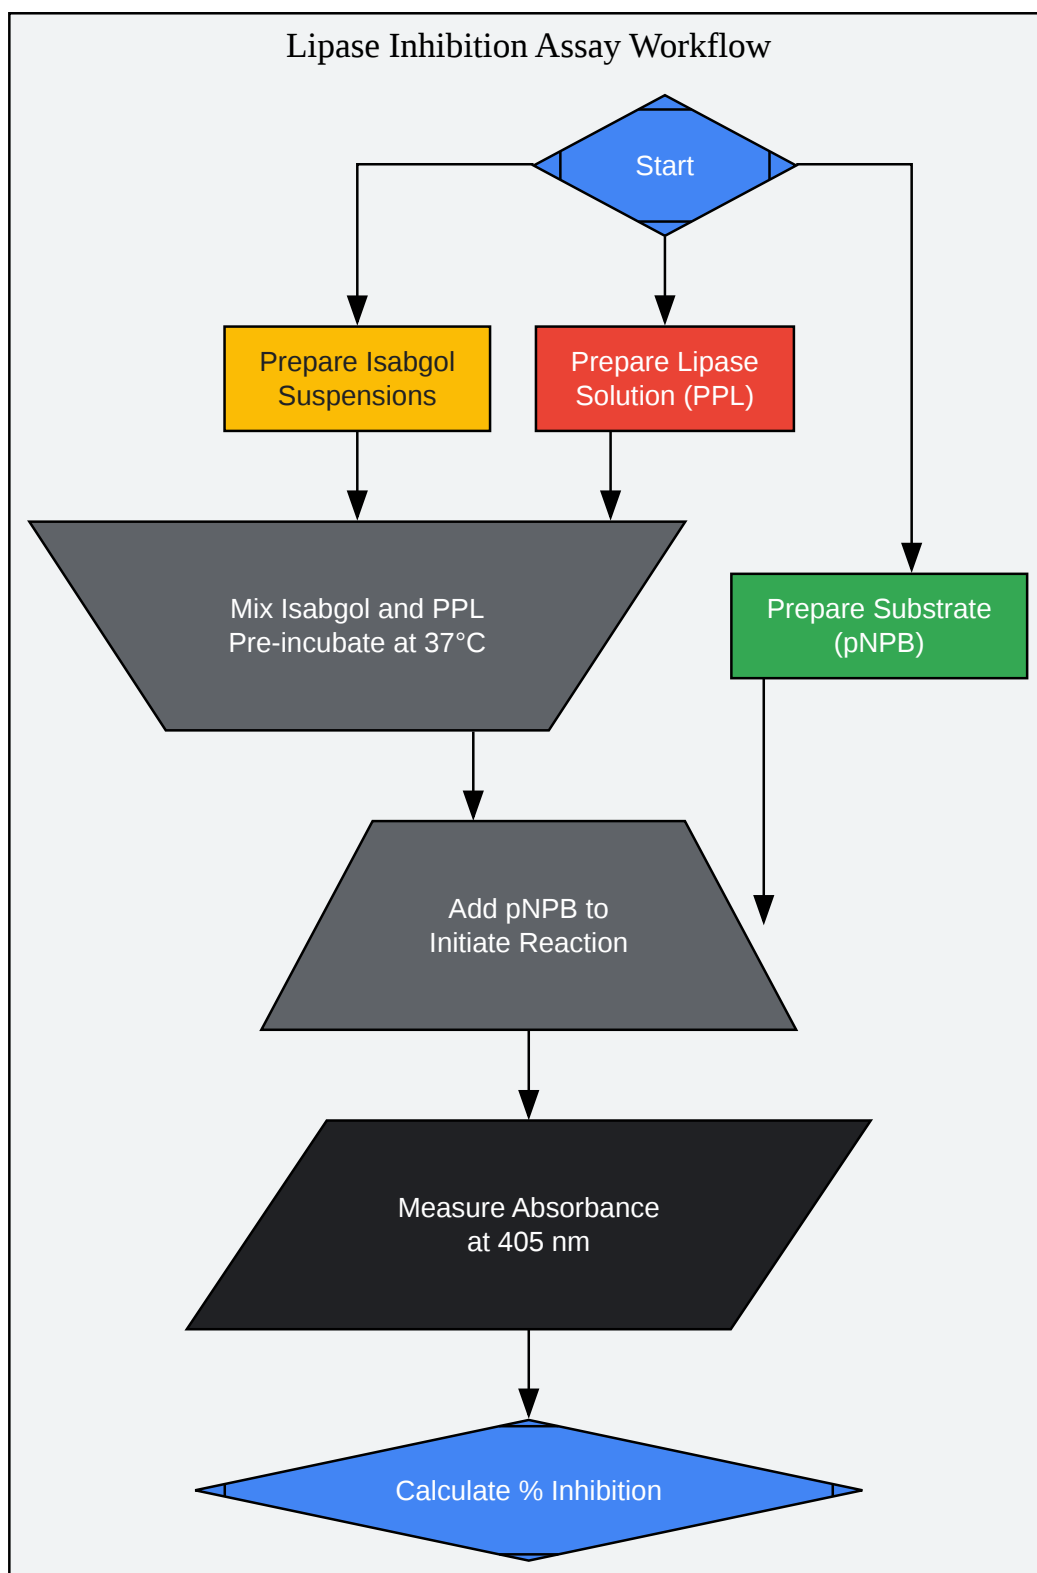 Lipase Inhibition Assay Workflow
Start
Prepare Isabgol
Suspensions
Prepare Lipase
Solution (PPL)
Mix Isabgol and PPL
Pre-incubate at 37°C
Prepare Substrate
(pNPB)
Add pNPB to
Initiate Reaction
Measure Absorbance
at 405 nm
Calculate % Inhibition